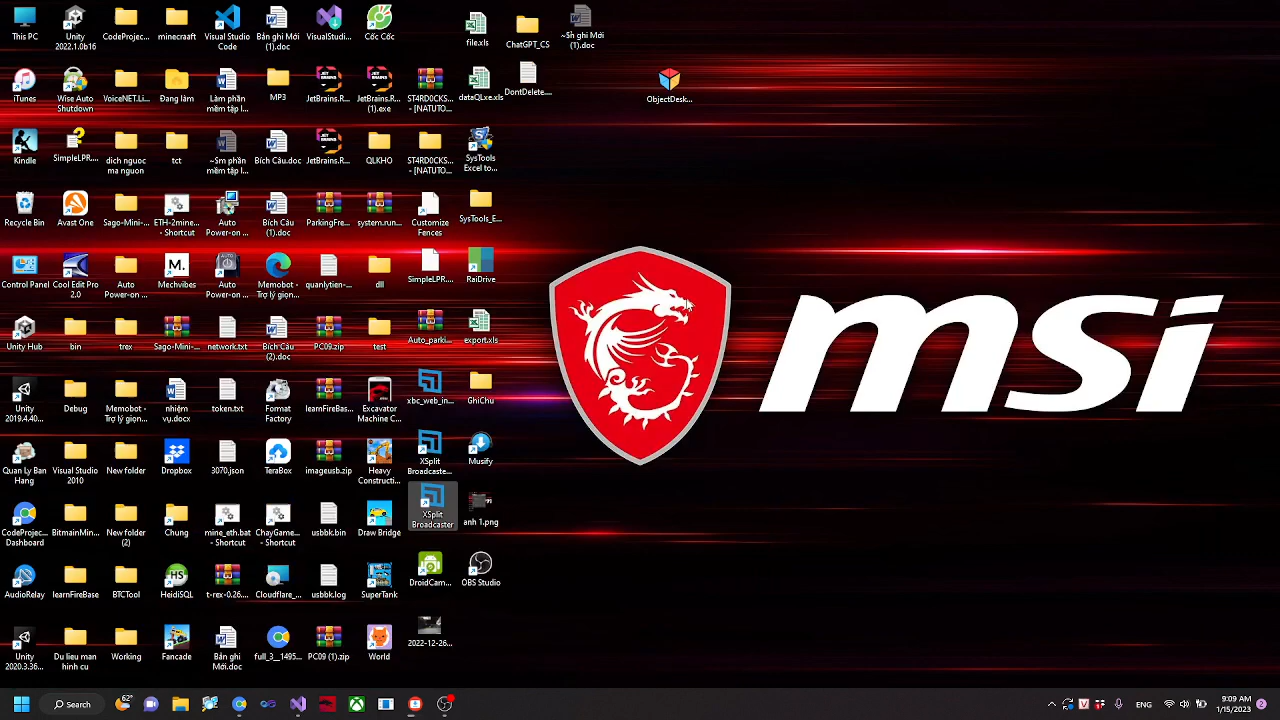 This PC
Unity
2022.1.0b16
CodeProjec...
minecraff
Visual Studio
Code
Bản ghi Mới
(1).doc
VisualStudi...
Cốc Cốc
file.xls
ChatGPT_CS
~$h ghi Mới
(1).doc
iTunes
Wise Auto
Shutdown
VoiceNET.Li...
Đang làm
Làm phần
mềm tập l...
MP3
JetBrains.R...
JetBrains.R...
(1).exe
ST4RD0CKS...
- [NATUTO...
dataQLxe.xls
DontDelete....
ObjectDesk...
Kindle
SimpleLPR....
dich nguoc
ma nguon
tct
~$m phần
mềm tập l...
Bích Câu.doc
JetBrains.R...
QLKHO
ST4RD0CKS...
- [NATUTO...
SysTools
Excel to...
Recycle Bin
Avast One
Sago-Mini-...
ETH-2mine...
- Shortcut
Auto
Power-on ...
Bích Câu
(1).doc
ParkingFre...
system.run...
Customize
Fences
SysTools_E...
Control Panel
Cool Edit Pro
2.0
Auto
Power-on ...
M.
Mechvibes
AUTO
Auto
Power-on ...
Memobot -
Trợ lý giọn...
quanlytien-...
dll
SimpleLPR....
RaiDrive
Unity Hub
bin
trex
Sago-Mini-...
network.txt
Bích Câu
(2).doc
PC09.zip
test
Auto_parki...
export.xls
Unity
2019.4.40...
Debug
Memobot -
Trợ lý giọn...
nhiệm
vụ.docx
token.txt
Format
Factory
learnFireBas...
Excavator
Machine C...
xbc_web_in...
GhiChu
Quan Ly Ban
Hang
Visual Studio
2010
New folder
Dropbox
3070.json
TeraBox
imageusb.zip
Heavy
Constructi...
XSplit
Broadcaste...
Musify
CodeProjec...
Dashboard
BitmainMin...
New folder
(2)
Chung
mine_eth.bat
- Shortcut
ChayGame...
- Shortcut
usbbk.bin
Draw Bridge
XSplit
Broadcaster
anh 1.png
AudioRelay
learnFireBase
BTCTool
HS
HeidiSQL
t-rex-0.26....
Cloudflare_...
usbbk.log
SuperTank
DroidCam...
OBS Studio
Unity
2020.3.36...
Du lieu man
hinh cu
Working
Fancade
Bản ghi
Mới.doc
full_3__1495...
PC09 (1).zip
World
2022-12-26...
msi
Search
62°
V
9:09 AM
1/15/2023
2